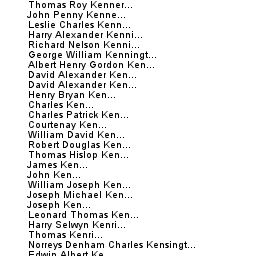 Thomas Roy Kenner...
John Penny Kenne...
Leslie Charles Kenn...
Harry Alexander Kenni...
Richard Nelson Kenni...
George William Kenningt...
Albert Henry Gordon Ken...
David Alexander Ken...
David Alexander Ken...
Henry Bryan Ken...
Charles Ken...
Charles Patrick Ken...
Courtenay Ken...
William David Ken...
Robert Douglas Ken...
Thomas Hislop Ken...
James Ken...
John Ken...
William Joseph Ken...
Joseph Michael Ken...
Joseph Ken...
Leonard Thomas Ken...
Harry Selwyn Kenri...
Thomas Kenri...
Norreys Denham Charles Kensingt...
Edwin Albert Ke...